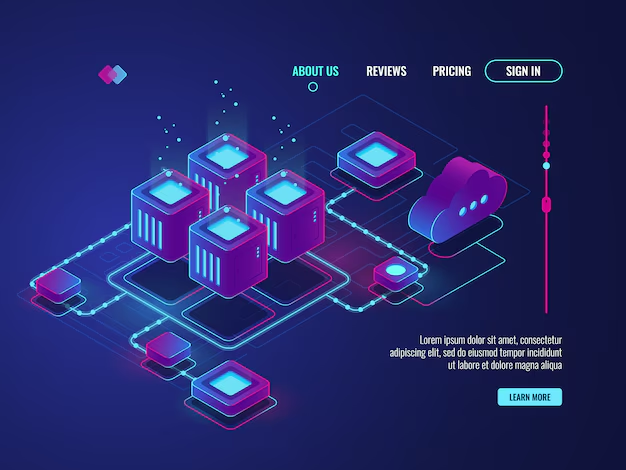 ABOUT US
REVIEWS
PRICING
SIGN IN
Lorem ipsum dolor sit amet, consectetur
adipiscing elit, sed do eiusmod tempor incididunt
ut labore et dolore magna aliqua
LEARN MORE